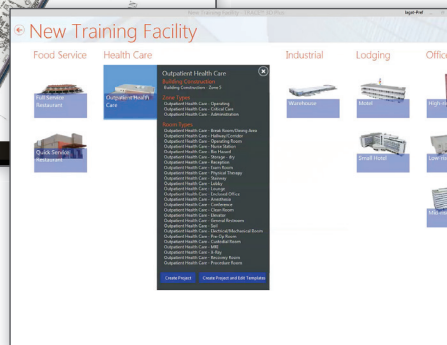 New Training Facility
Food Service
Health Care
Industrial
Lodging
Office
Full Service
Restaurant
Outpatient Health
Care
Quick Service
Restaurant
Warehouse
Motel
Small Hotel
Outpatient Health Care
Building Construction
Building Construction - Zone 3
Zone Types
Outpatient Health Care - Operating
Outpatient Health Care - Critical Care
Outpatient Health Care - Administration
Room Types
Outpatient Health Care - Break Room/Dining Area
Outpatient Health Care - Hallway/Corridor
Outpatient Health Care - Operating Room
Outpatient Health Care - Nurse Station
Outpatient Health Care - Bio Hazard
Outpatient Health Care - Storage - dry
Outpatient Health Care - Reception
Outpatient Health Care - Exam Room
Outpatient Health Care - Physical Therapy
Outpatient Health Care - Stairway
Outpatient Health Care - Lobby
Outpatient Health Care - Lounge
Outpatient Health Care - Enclosed Office
Outpatient Health Care - Anesthesia
Outpatient Health Care - Conference
Outpatient Health Care - Clean Room
Outpatient Health Care - Elevator
Outpatient Health Care - General Restroom
Outpatient Health Care - Soil
Outpatient Health Care - Electrical/Mechanical Room
Outpatient Health Care - Pre-Op Room
Outpatient Health Care - Custodial Room
Outpatient Health Care - MRI
Outpatient Health Care - X-Ray
Outpatient Health Care - Recovery Room
Outpatient Health Care - Procedure Room
Create Project
Create Project and Edit Templates